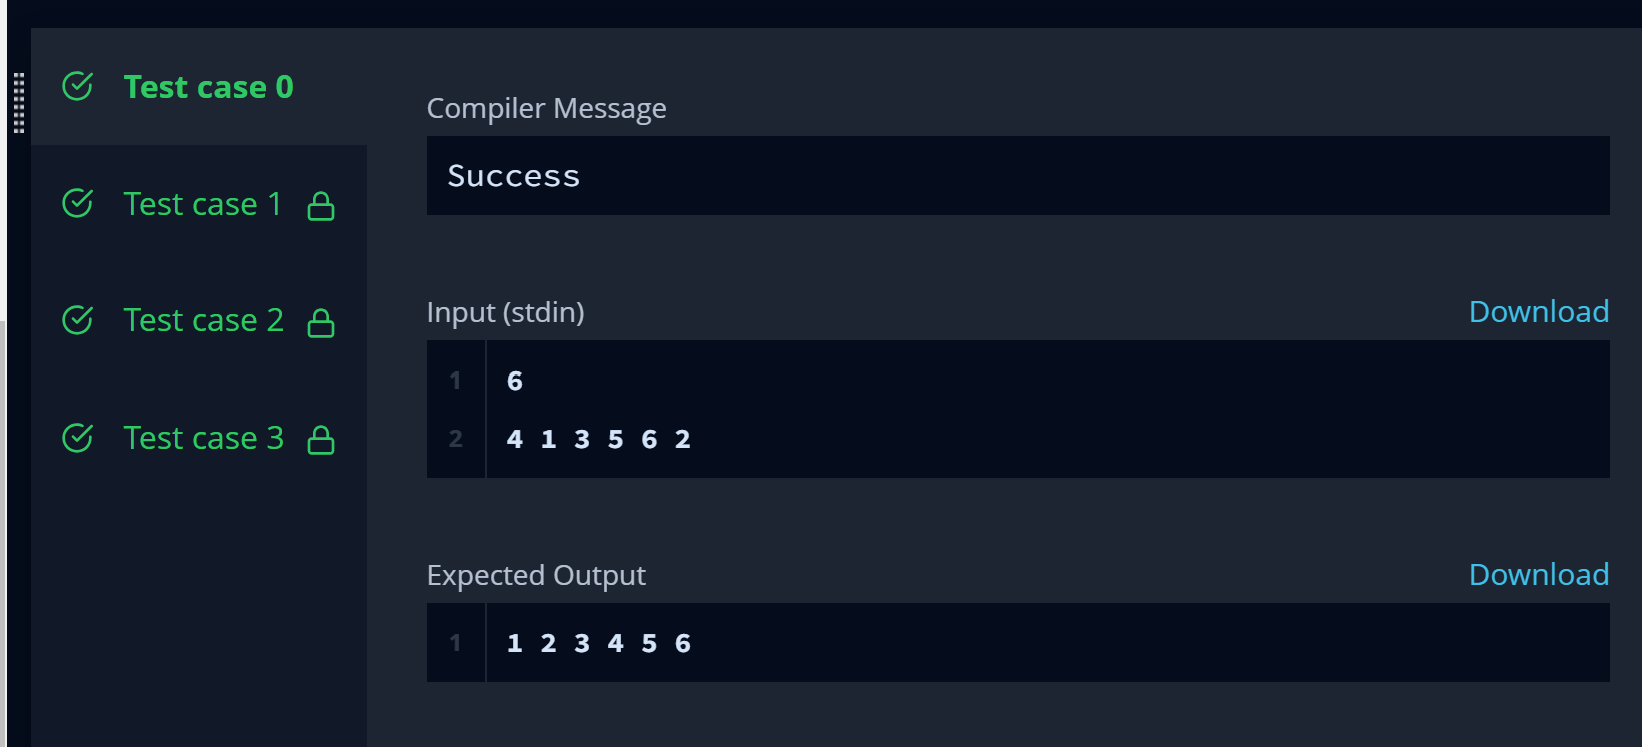 Test case 0
Test case 1
Test case 2
Test case 3
Compiler Message
Success
Input (stdin)
Download
1 6
2 4 1 3 5 6 2
Expected Output
Download
1 1 2 3 4 5 6